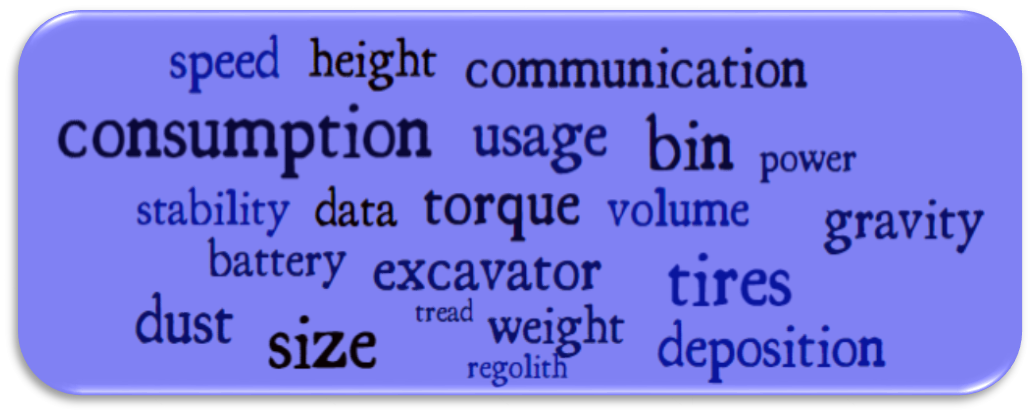 speed height communication
consumption usage bin power
stability data torque volume gravity
battery excavator tires
dust size tread weight deposition
regolith